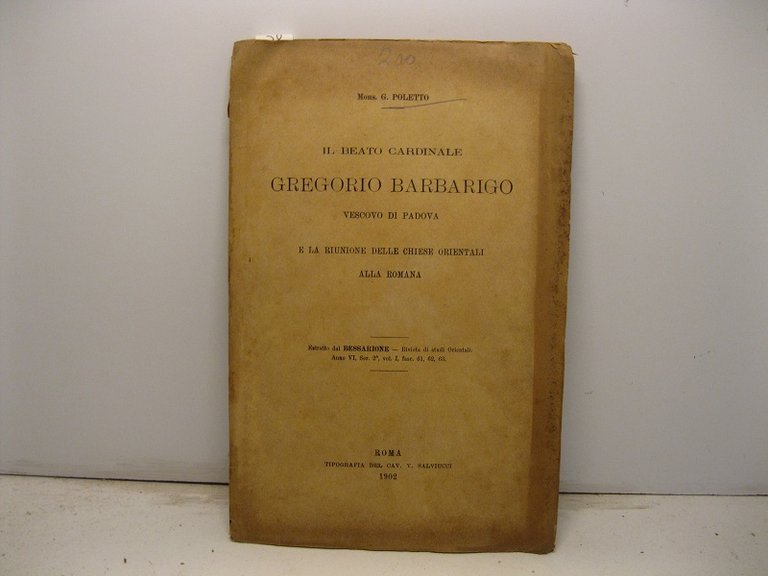 200
Mons. G. POLETTO
IL BEATO CARDINALE
GREGORIO BARBARIGO
VESCOVO DI PADOVA
E LA RIUNIONE DELLE CHIESE ORIENTALI
ALLA ROMANA
Estratto dal BESSARIONE — Rivista di studi Orientali.
Anno VI, Ser. 2ª, vol. I, fasc. 61, 62, 63.
ROMA
TIPOGRAFIA DEL CAV. V. SALVIUCCI
1902